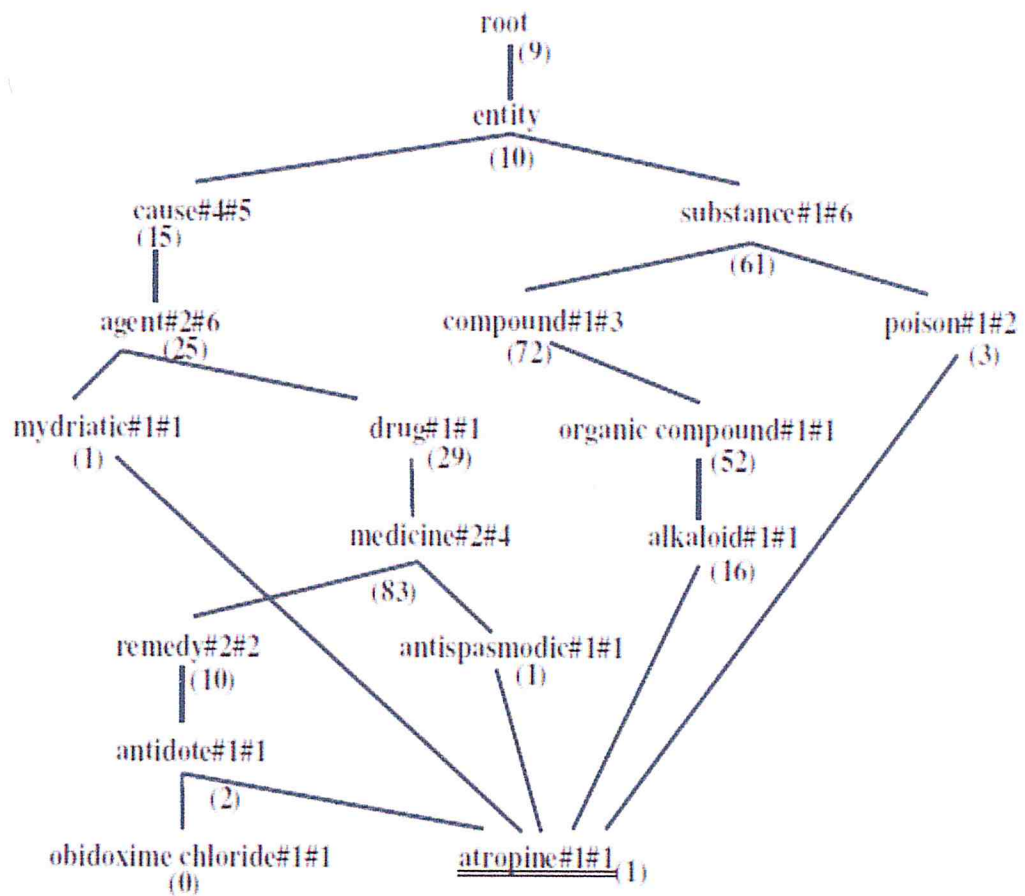 root
(9)
entity
(10)
cause#4#5
(15)
substance#1#6
(61)
agent#2#6
(25)
compound#1#3
(72)
poison#1#2
(3)
mydriatic#1#1
(1)
drug#1#1
(29)
organic compound#1#1
(52)
medicine#2#4
(83)
alkaloid#1#1
(16)
remedy#2#2
(10)
antispasmodic#1#1
(1)
antidote#1#1
(2)
obidoxime chloride#1#1
(0)
atropine#1#1 (1)